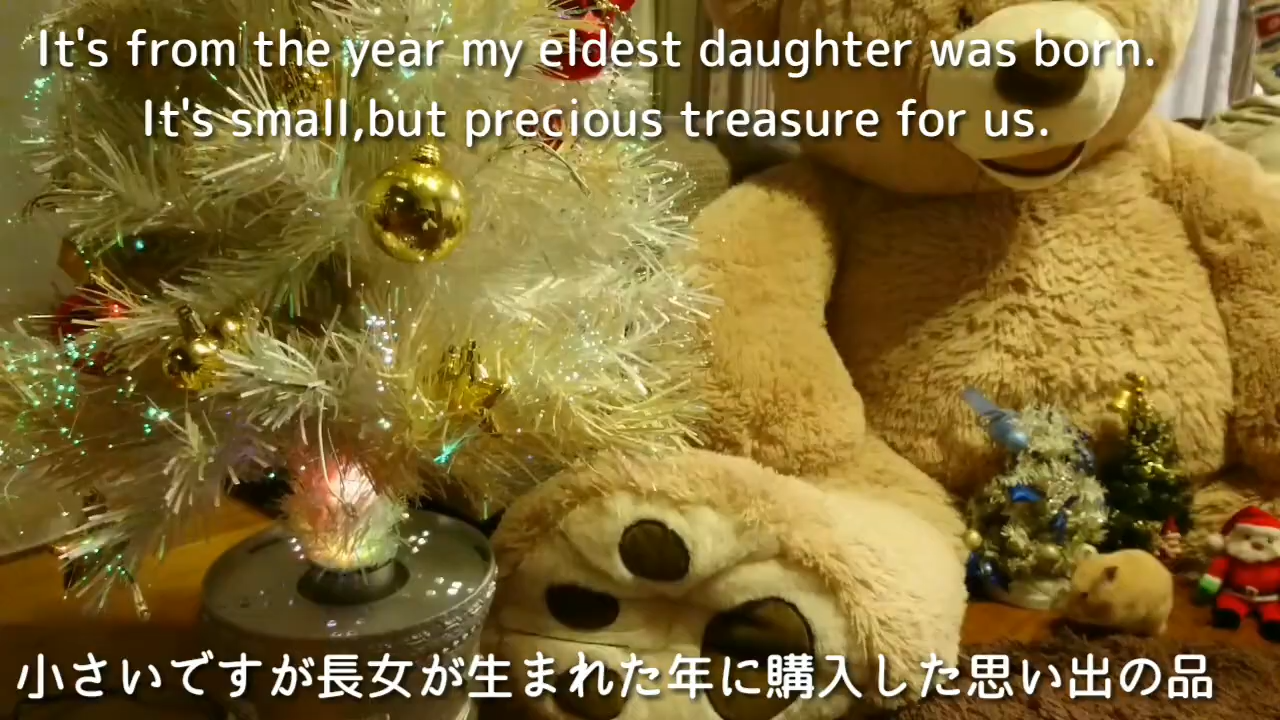 It's from the year my eldest daughter was born.
It's small,but precious treasure for us.
小さいですが長女が生まれた年に購入した思い出の品